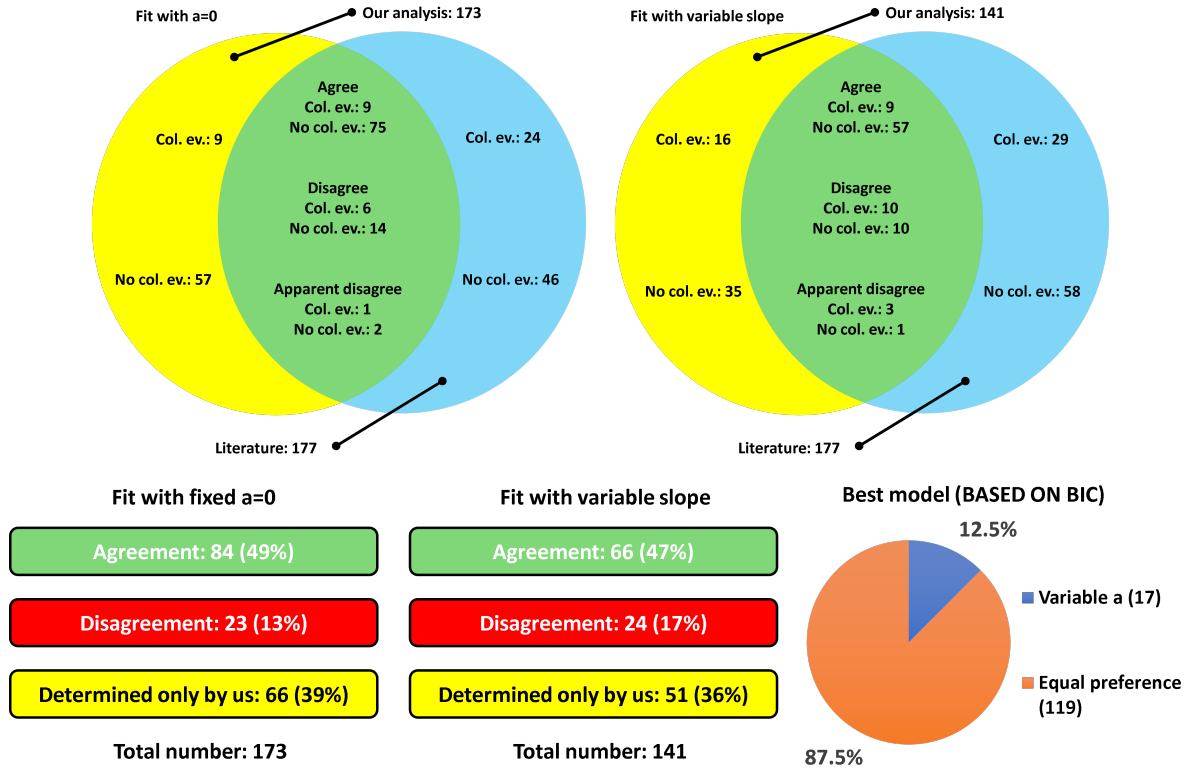 Fit with a=0
Our analysis: 173
Agree
Col. ev.: 9
No col. ev.: 75
Col. ev.: 9
Col. ev.: 24
Disagree
Col. ev.: 6
No col. ev.: 14
No col. ev.: 57
No col. ev.: 46
Apparent disagree
Col. ev.: 1
No col. ev.: 2
Literature: 177
Fit with variable slope
Our analysis: 141
Agree
Col. ev.: 9
No col. ev.: 57
Col. ev.: 16
Col. ev.: 29
Disagree
Col. ev.: 10
No col. ev.: 10
No col. ev.: 35
No col. ev.: 58
Apparent disagree
Col. ev.: 3
No col. ev.: 1
Literature: 177
Fit with fixed a=0
Agreement: 84 (49%)
Disagreement: 23 (13%)
Determined only by us: 66 (39%)
Total number: 173
Fit with variable slope
Agreement: 66 (47%)
Disagreement: 24 (17%)
Determined only by us: 51 (36%)
Total number: 141
Best model (BASED ON BIC)
12.5%
Variable a (17)
Equal preference
(119)
87.5%